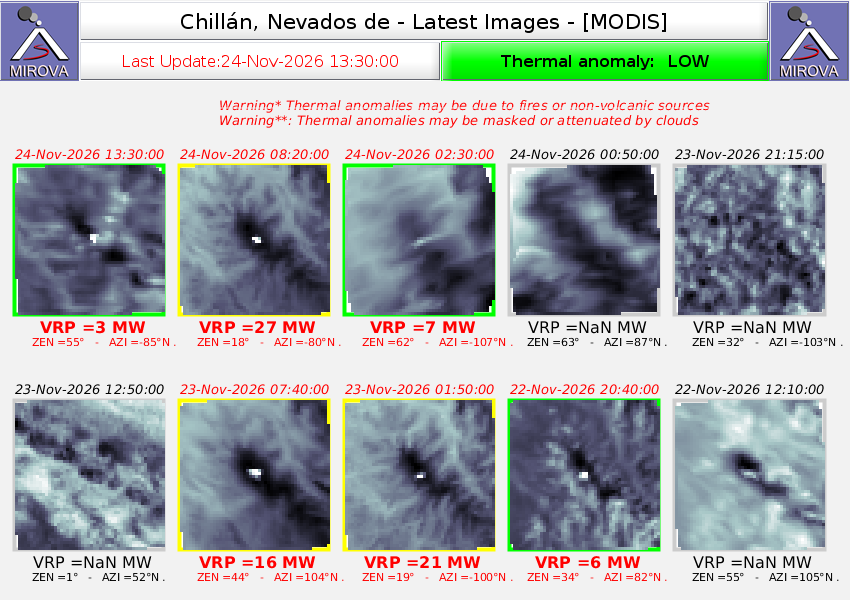 Chillán, Nevados de - Latest Images - [MODIS]
MIROVA
Last Update:24-Nov-2026 13:30:00
Thermal anomaly: LOW
MIROVA
Warning* Thermal anomalies may be due to fires or non-volcanic sources
Warning**: Thermal anomalies may be masked or attenuated by clouds
24-Nov-2026 13:30:00 24-Nov-2026 08:20:00 24-Nov-2026 02:30:00 24-Nov-2026 00:50:00 23-Nov-2026 21:15:00
VRP =3 MW VRP =27 MW VRP =7 MW VRP =NaN MW VRP =NaN MW
ZEN =55° - AZI =-85°N . ZEN =18° - AZI =-80°N . ZEN =62° - AZI =-107°N . ZEN =63° - AZI =87°N . ZEN =32° - AZI =-103°N .
23-Nov-2026 12:50:00 23-Nov-2026 07:40:00 23-Nov-2026 01:50:00 22-Nov-2026 20:40:00 22-Nov-2026 12:10:00
VRP =NaN MW VRP =16 MW VRP =21 MW VRP =6 MW VRP =NaN MW
ZEN =1° - AZI =52°N . ZEN =44° - AZI =104°N . ZEN =19° - AZI =-100°N . ZEN =34° - AZI =82°N . ZEN =55° - AZI =105°N .